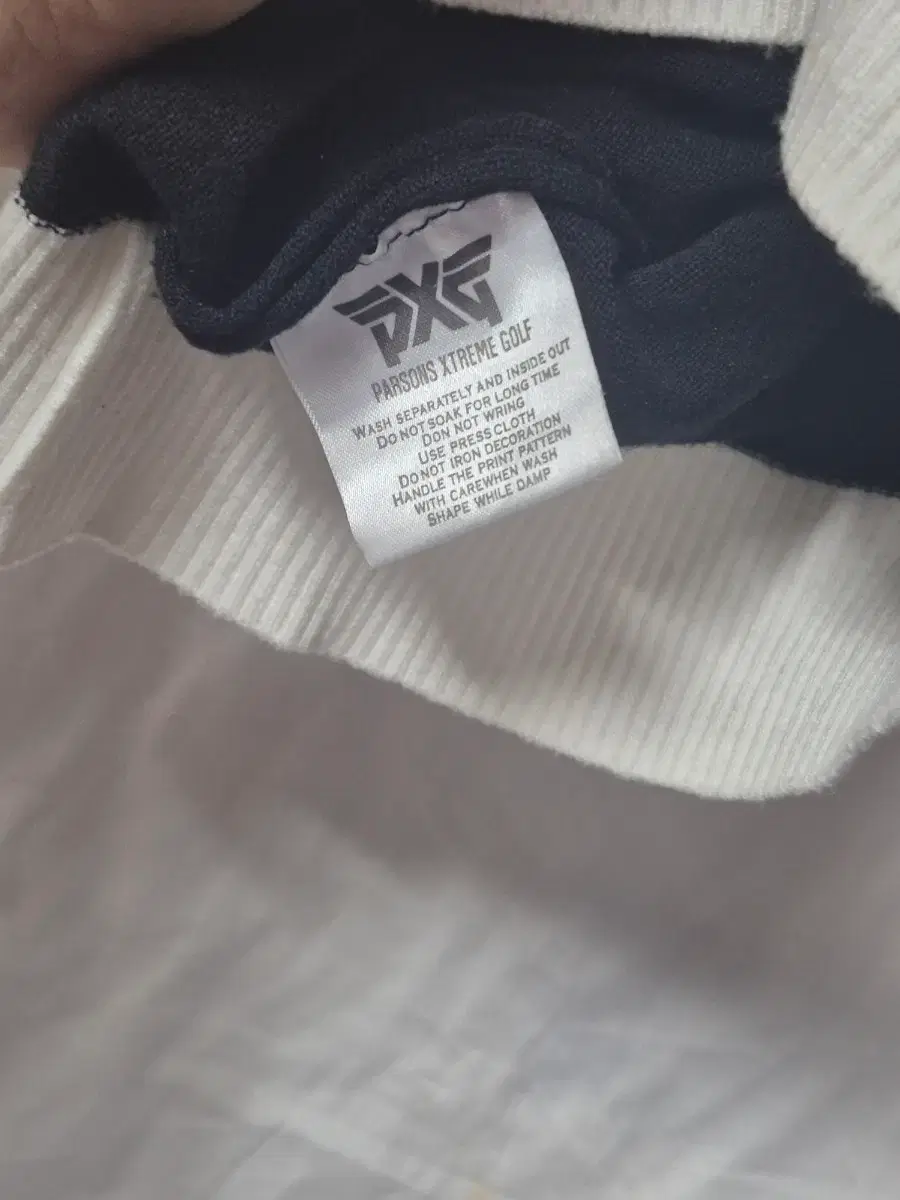 PXG
PARSONS XTREME GOLF
WASH SEPARATELY AND INSIDE OUT
DO NOT SOAK FOR LONG TIME
DON NOT WRING
USE PRESS CLOTH
DO NOT IRON DECORATION
HANDLE THE PRINT PATTERN
WITH CAREWHEN WASH
SHAPE WHILE DAMP